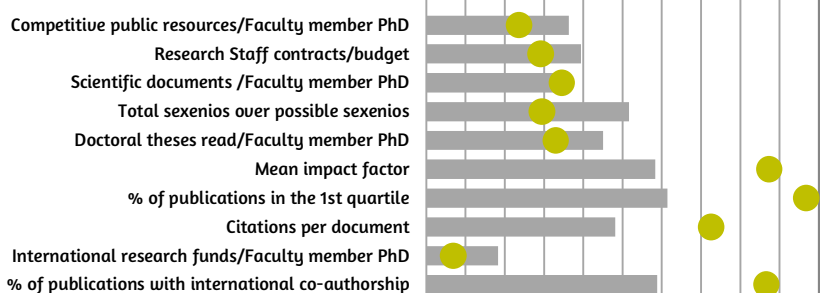 Competitive public resources/Faculty member PhD
Research Staff contracts/budget
Scientific documents /Faculty member PhD
Total sexenios over possible sexenios
Doctoral theses read/Faculty member PhD
Mean impact factor
% of publications in the 1st quartile
Citations per document
International research funds/Faculty member PhD
% of publications with international co-authorship